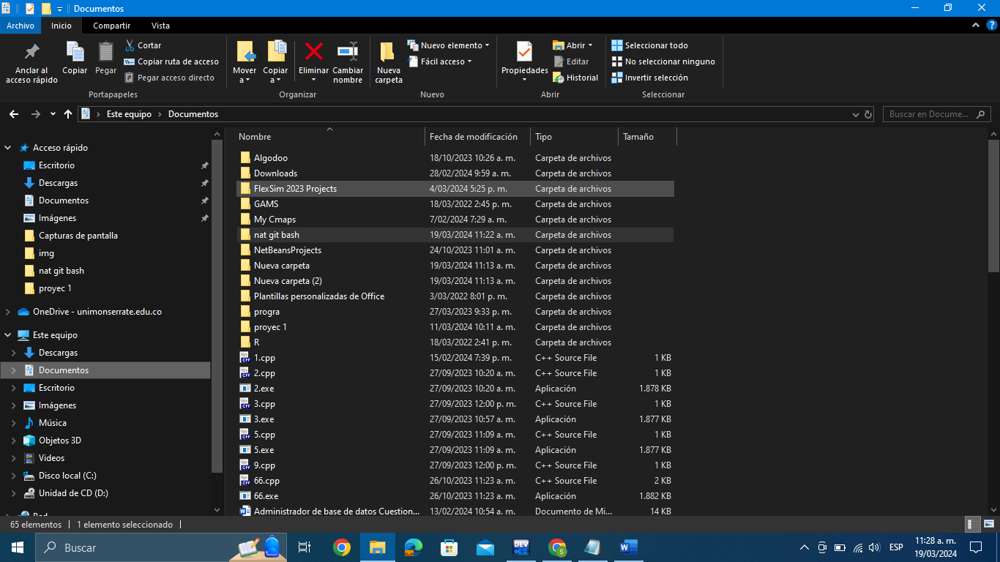 Documentos
Archivo Inicio Compartir Vista
Anclar al acceso rápido
Copiar
Pegar
Cortar
Copiar ruta de acceso
Pegar acceso directo
Portapapeles
Mover a
Copiar a
Eliminar
Cambiar nombre
Organizar
Nueva carpeta
Nuevo elemento
Fácil acceso
Nuevo
Propiedades
Abrir
Editar
Historial
Abrir
Seleccionar todo
No seleccionar ninguno
Invertir selección
Seleccionar
Este equipo > Documentos
Buscar en Docume...
Acceso rápido
Escritorio
Descargas
Documentos
Imágenes
Capturas de pantalla
img
nat git bash
proyec 1
OneDrive - unimonserrate.edu.co
Este equipo
Descargas
Documentos
Escritorio
Imágenes
Música
Objetos 3D
Videos
Disco local (C:)
Unidad de CD (D:)
Nombre Fecha de modificación Tipo Tamaño
Algodoo 18/10/2023 10:26 a. m. Carpeta de archivos
Downloads 28/02/2024 9:59 a. m. Carpeta de archivos
FlexSim 2023 Projects 4/03/2024 5:25 p. m. Carpeta de archivos
GAMS 18/03/2022 2:45 p. m. Carpeta de archivos
My Cmaps 7/02/2024 7:29 a. m. Carpeta de archivos
nat git bash 19/03/2024 11:22 a. m. Carpeta de archivos
NetBeansProjects 24/10/2023 11:01 a. m. Carpeta de archivos
Nueva carpeta 19/03/2024 11:13 a. m. Carpeta de archivos
Nueva carpeta (2) 19/03/2024 11:13 a. m. Carpeta de archivos
Plantillas personalizadas de Office 3/03/2022 8:01 p. m. Carpeta de archivos
progra 27/03/2023 9:33 p. m. Carpeta de archivos
proyec 1 11/03/2024 10:11 a. m. Carpeta de archivos
R 18/03/2022 2:41 p. m. Carpeta de archivos
1.cpp 15/02/2024 7:39 p. m. C++ Source File 1 KB
2.cpp 27/09/2023 10:20 a. m. C++ Source File 1 KB
2.exe 27/09/2023 10:20 a. m. Aplicación 1.878 KB
3.cpp 27/09/2023 12:00 p. m. C++ Source File 1 KB
3.exe 27/09/2023 10:57 a. m. Aplicación 1.877 KB
5.cpp 27/09/2023 11:09 a. m. C++ Source File 1 KB
5.exe 27/09/2023 11:09 a. m. Aplicación 1.877 KB
9.cpp 27/09/2023 12:00 p. m. C++ Source File 1 KB
66.cpp 26/10/2023 11:23 a. m. C++ Source File 2 KB
66.exe 26/10/2023 11:23 a. m. Aplicación 1.882 KB
Administrador de base de datos Cuestion... 13/02/2024 10:54 a. m. Documento de Mi... 14 KB
65 elementos 1 elemento seleccionado
Buscar
DEV
S
ESP
11:28 a. m.
19/03/2024